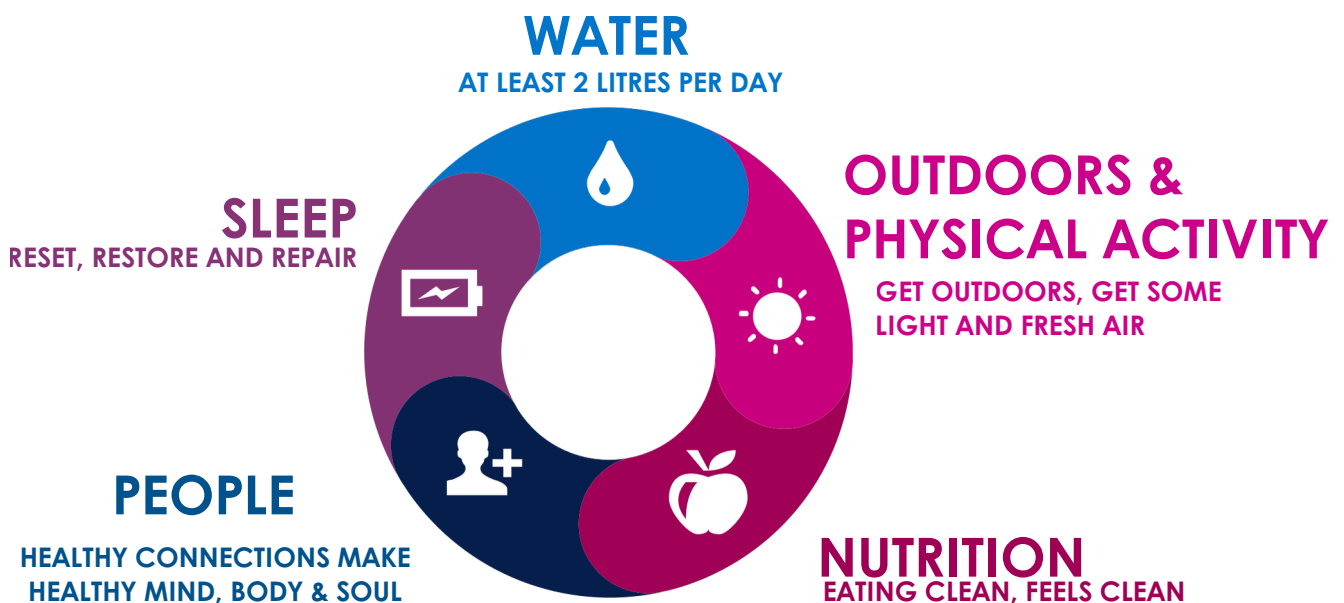 WATER
AT LEAST 2 LITRES PER DAY
OUTDOORS &
PHYSICAL ACTIVITY
GET OUTDOORS, GET SOME
LIGHT AND FRESH AIR
NUTRITION
EATING CLEAN, FEELS CLEAN
PEOPLE
HEALTHY CONNECTIONS MAKE
HEALTHY MIND, BODY & SOUL
SLEEP
RESET, RESTORE AND REPAIR